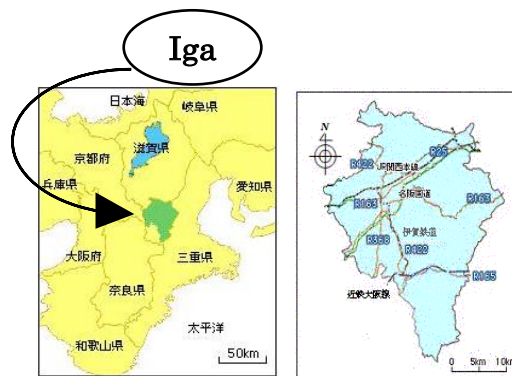 Iga
日本海
岐阜県
滋賀県
京都府
兵庫県
愛知県
大阪府
三重県
奈良県
和歌山県
太平洋
50km
N
R25
R422
JR関西本線
名阪国道
R163
R163
伊賀鉄道
R368
R422
R165
近鉄大阪線
0 5km 10km